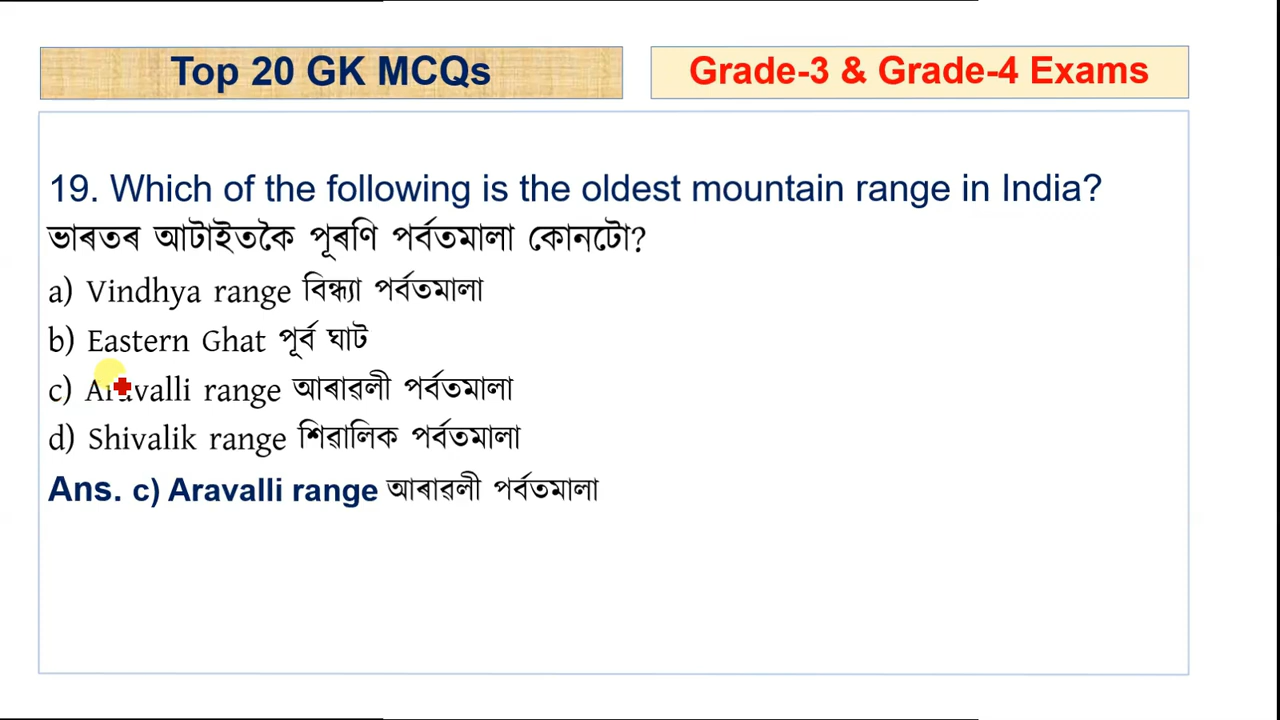 Top 20 GK MCQs
Grade-3 & Grade-4 Exams
19. Which of the following is the oldest mountain range in India?
ভাৰতৰ আটাইতকৈ পূৰণি পৰ্বতমালা কোনটো?
a) Vindhya range বিন্ধ্যা পৰ্বতমালা
b) Eastern Ghat পূৰ্ব ঘাট
c) Aravalli range আৰাৱলী পৰ্বতমালা
d) Shivalik range শিৱালিক পৰ্বতমালা
Ans. c) Aravalli range আৰাৱলী পৰ্বতমালা